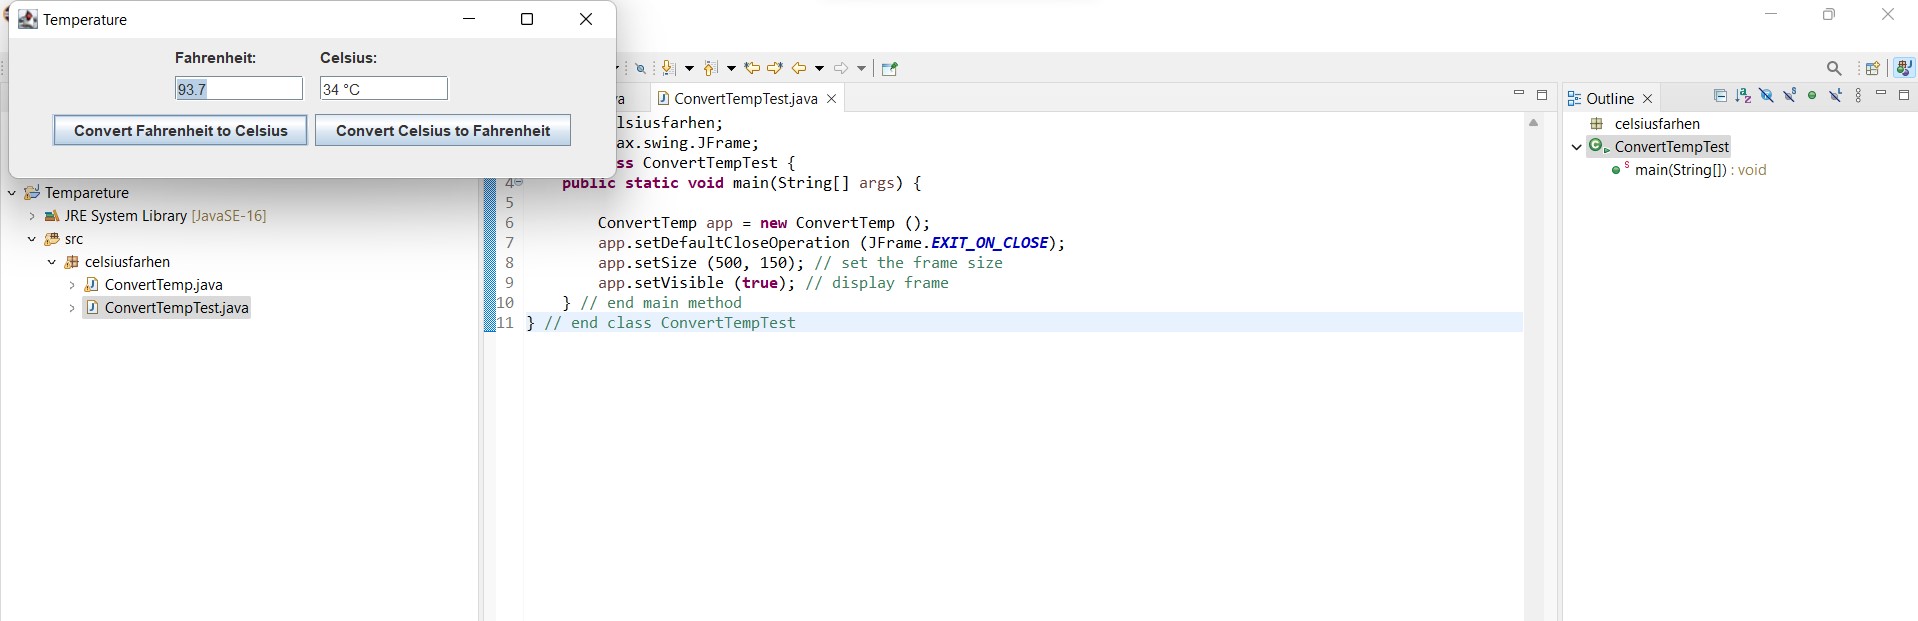 Temperature
Fahrenheit: Celsius:
93.7 34 °C
Convert Fahrenheit to Celsius Convert Celsius to Fahrenheit
Tempareture
JRE System Library [JavaSE-16]
src
celsiusfarhen
ConvertTemp.java
ConvertTempTest.java
va ConvertTempTest.java
lsiusfarhen;
ax.swing.JFrame;
ss ConvertTempTest {
4 public static void main(String[] args) {
5
6 ConvertTemp app = new ConvertTemp ();
7 app.setDefaultCloseOperation (JFrame.EXIT_ON_CLOSE);
8 app.setSize (500, 150); // set the frame size
9 app.setVisible (true); // display frame
10 } // end main method
11 } // end class ConvertTempTest
Outline
celsiusfarhen
ConvertTempTest
main(String[]) : void